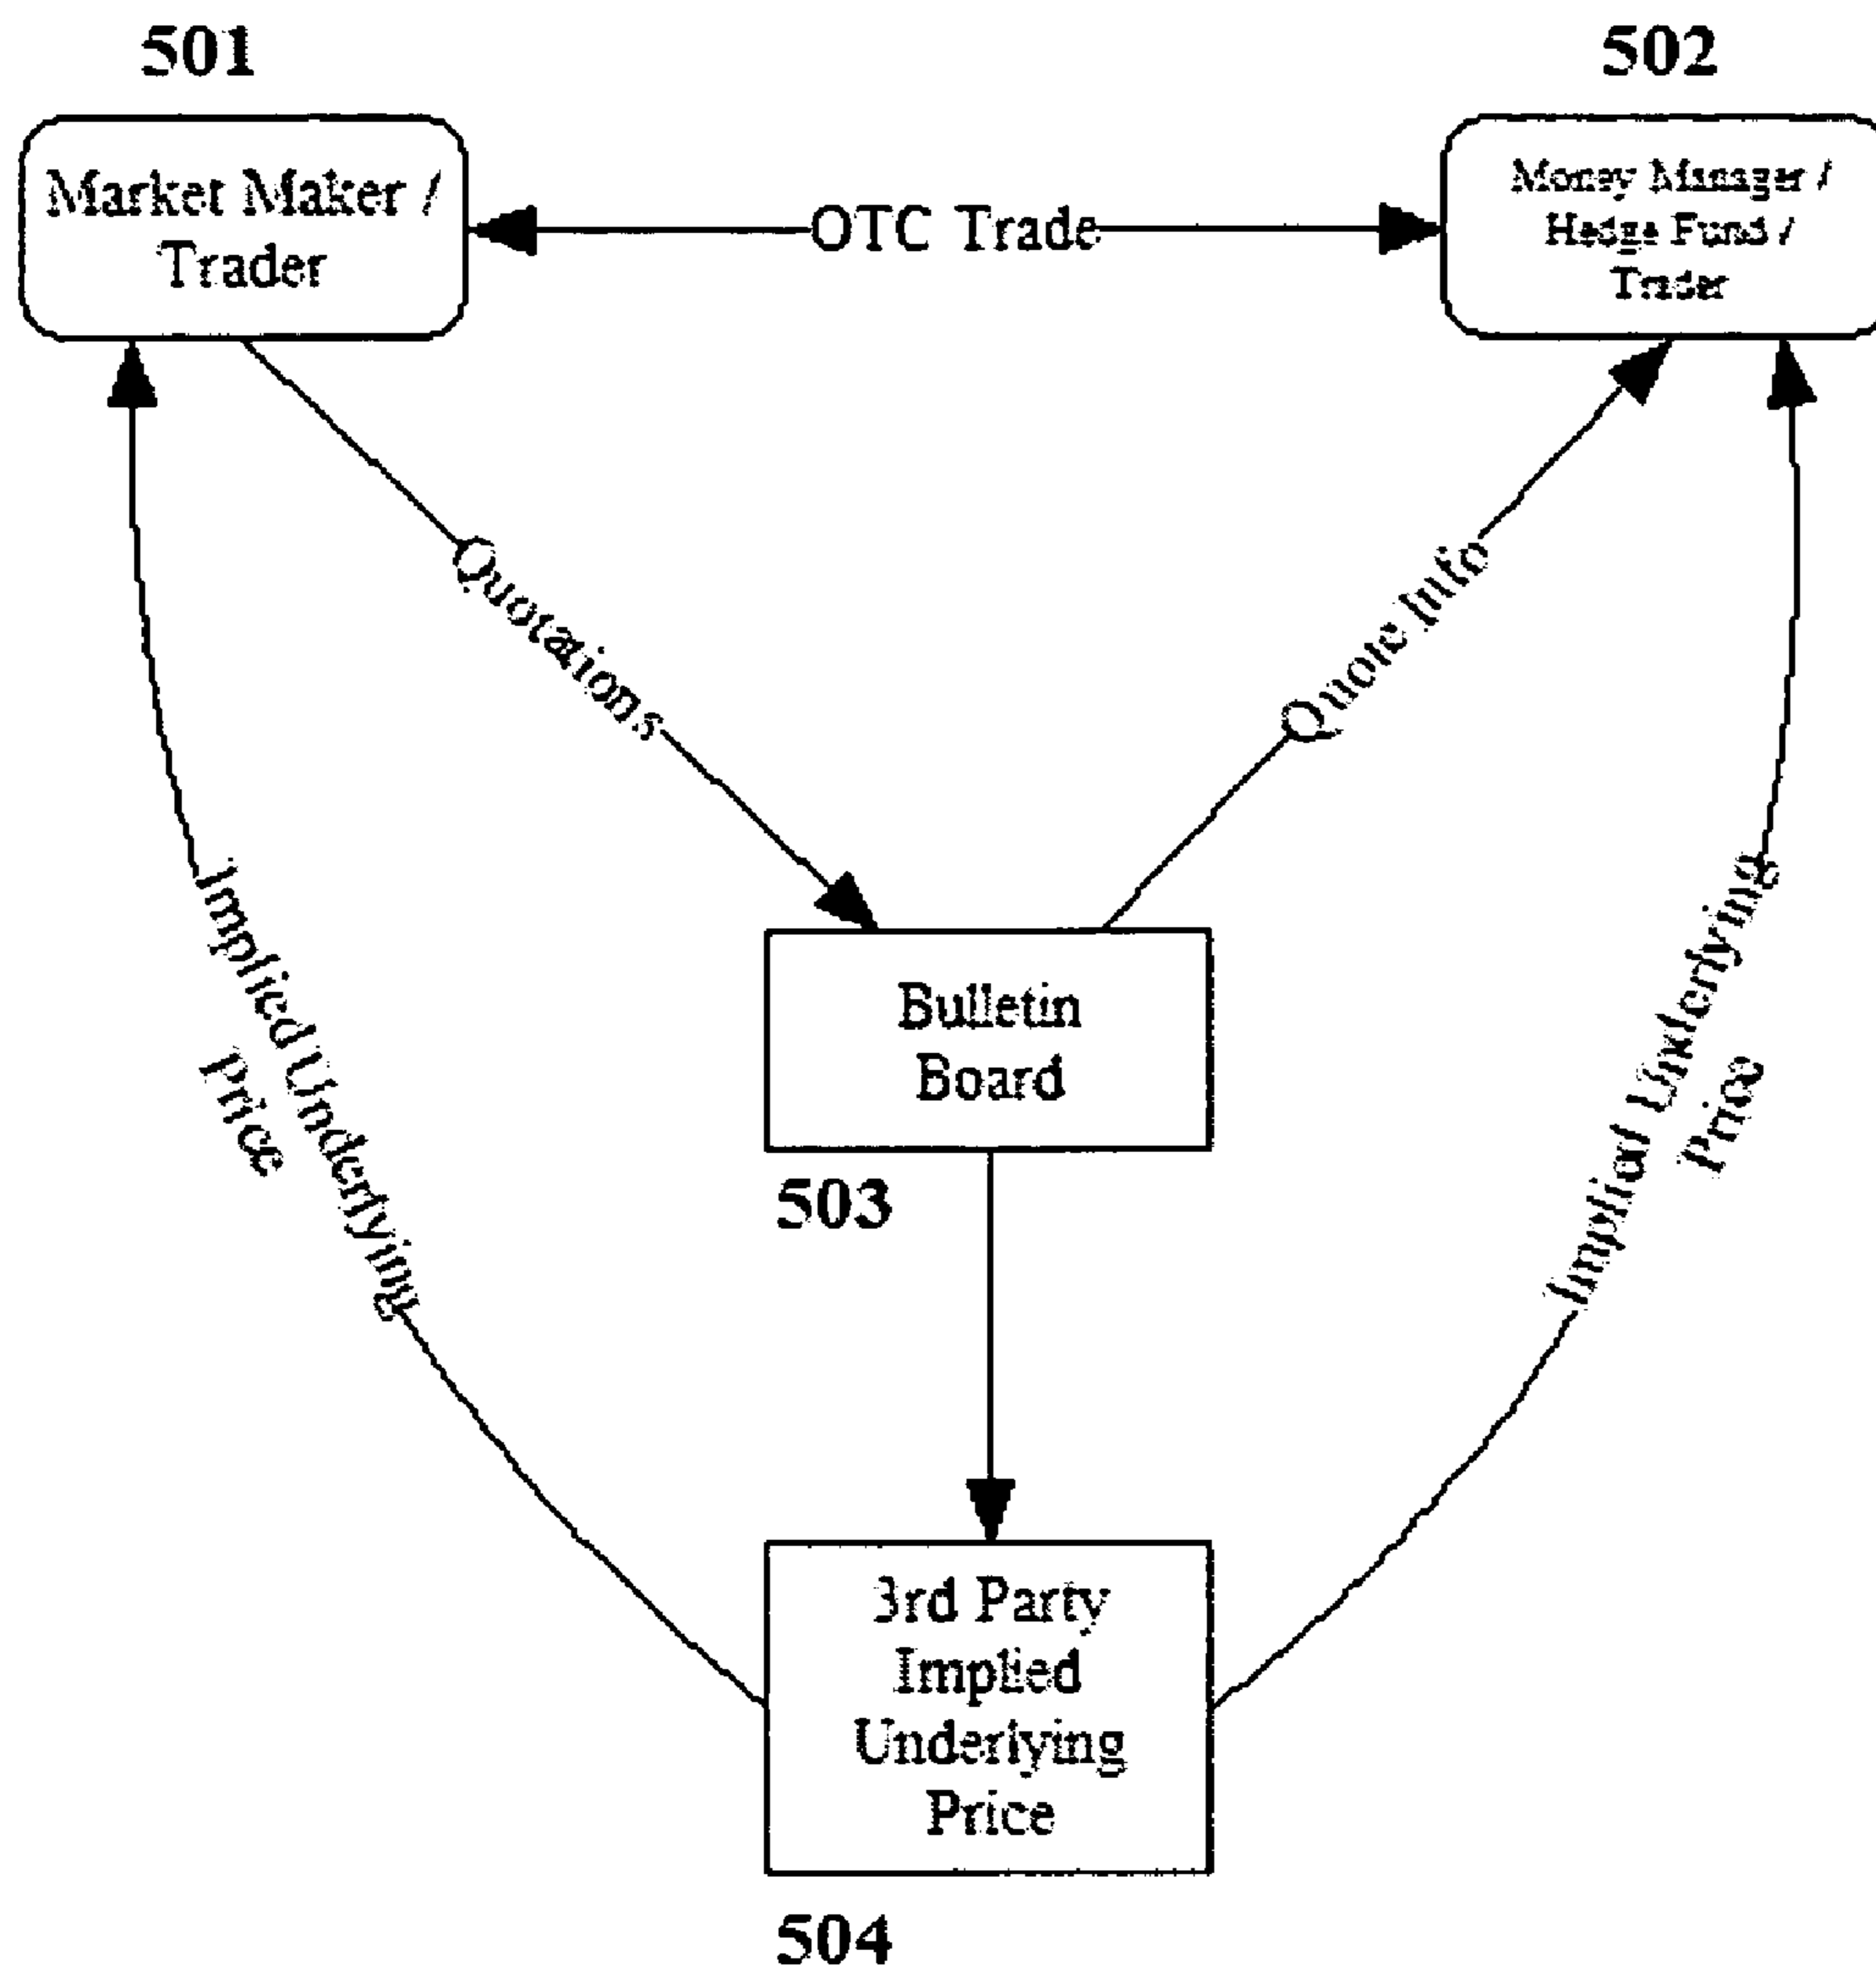 501
502
Market Maker /
Trader
OTC Trade
Money Manager /
Hedge Fund /
Trader
Quotations
Quote Info
Implied Underlying
Price
Implied Underlying
Price
Bulletin
Board
503
3rd Party
Implied
Underlying
Price
504